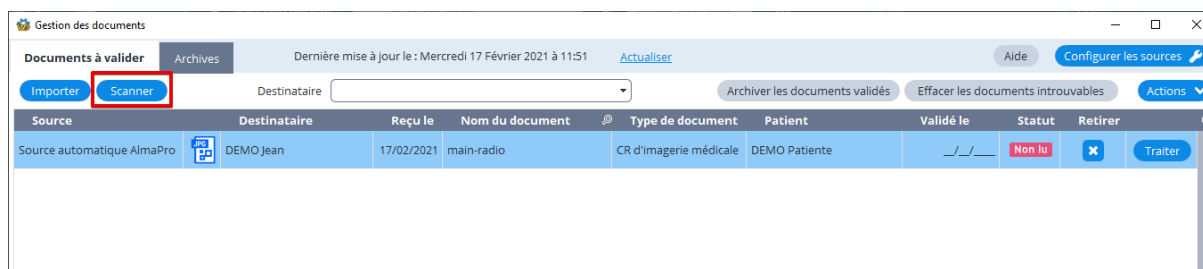 Gestion des documents
Documents à valider Archives Dernière mise à jour le : Mercredi 17 Février 2021 à 11:51 Actualiser Aide Configurer les sources
Importer Scanner Destinataire Archiver les documents validés Effacer les documents introuvables Actions
Source Destinataire Reçu le Nom du document Type de document Patient Validé le Statut Retirer
Source automatique AlmaPro JPG DEMO Jean 17/02/2021 main-radio CR d'imagerie médicale DEMO Patiente __/__/____ Non lu Traiter